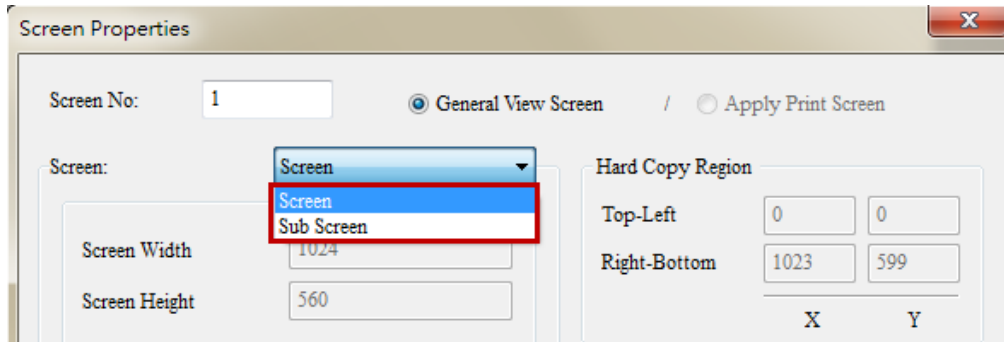 Screen Properties
x
Screen No: 1 General View Screen / Apply Print Screen
Screen: Screen
Screen
Sub Screen
Screen Width 1024
Screen Height 560
Hard Copy Region
Top-Left 0 0
Right-Bottom 1023 599
X Y